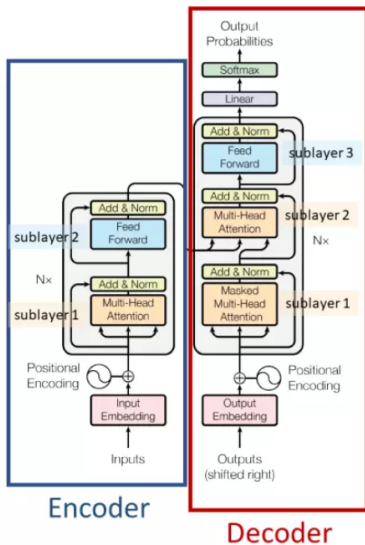 Output
Probabilities
Softmax
Linear
Add & Norm
Feed
Forward
sublayer 3
Add & Norm
Multi-Head
Attention
sublayer 2
N×
Add & Norm
Masked
Multi-Head
Attention
sublayer 1
Positional
Encoding
Output
Embedding
Outputs
(shifted right)
Add & Norm
Feed
Forward
sublayer 2
N×
Add & Norm
Multi-Head
Attention
sublayer 1
Positional
Encoding
Input
Embedding
Inputs
Encoder
Decoder